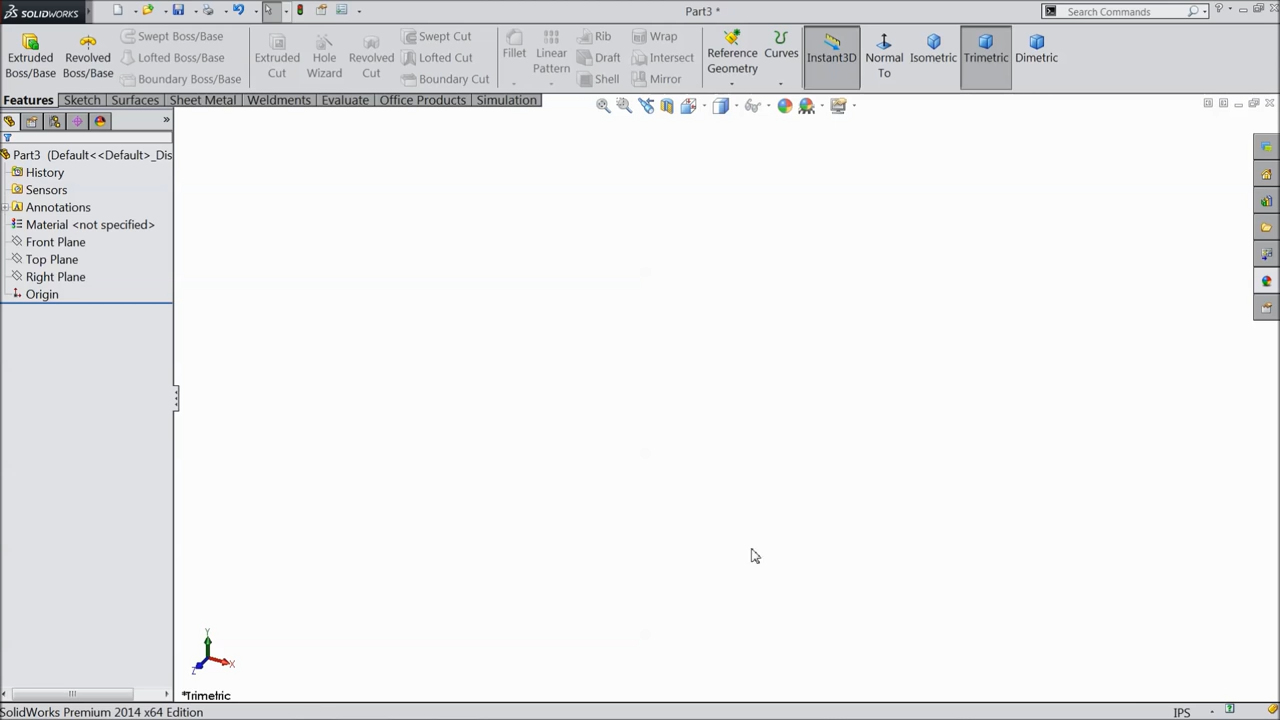 SOLIDWORKS
Part3 *
Search Commands
Extruded Boss/Base
Revolved Boss/Base
Swept Boss/Base
Lofted Boss/Base
Boundary Boss/Base
Extruded Cut
Hole Wizard
Revolved Cut
Swept Cut
Lofted Cut
Boundary Cut
Fillet
Linear Pattern
Rib
Draft
Shell
Wrap
Intersect
Mirror
Reference Geometry
Curves
Instant3D
Normal To
Isometric
Trimetric
Dimetric
Features Sketch Surfaces Sheet Metal Weldments Evaluate Office Products Simulation
Part3 (Default<<Default>_Dis
History
Sensors
Annotations
Material <not specified>
Front Plane
Top Plane
Right Plane
Origin
Y
X
Z
*Trimetric
SolidWorks Premium 2014 x64 Edition
IPS